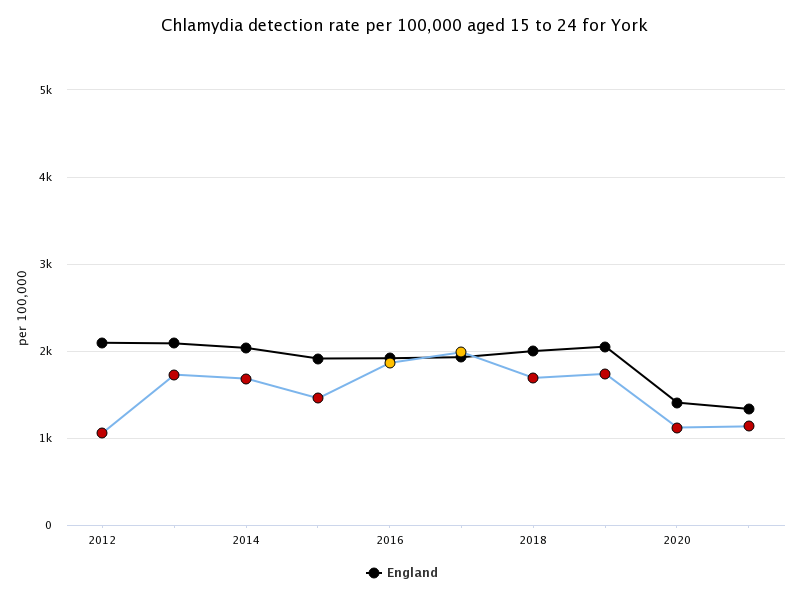 Chlamydia detection rate per 100,000 aged 15 to 24 for York
5k
4k
3k
2k
1k
0
per 100,000
2012
2014
2016
2018
2020
England